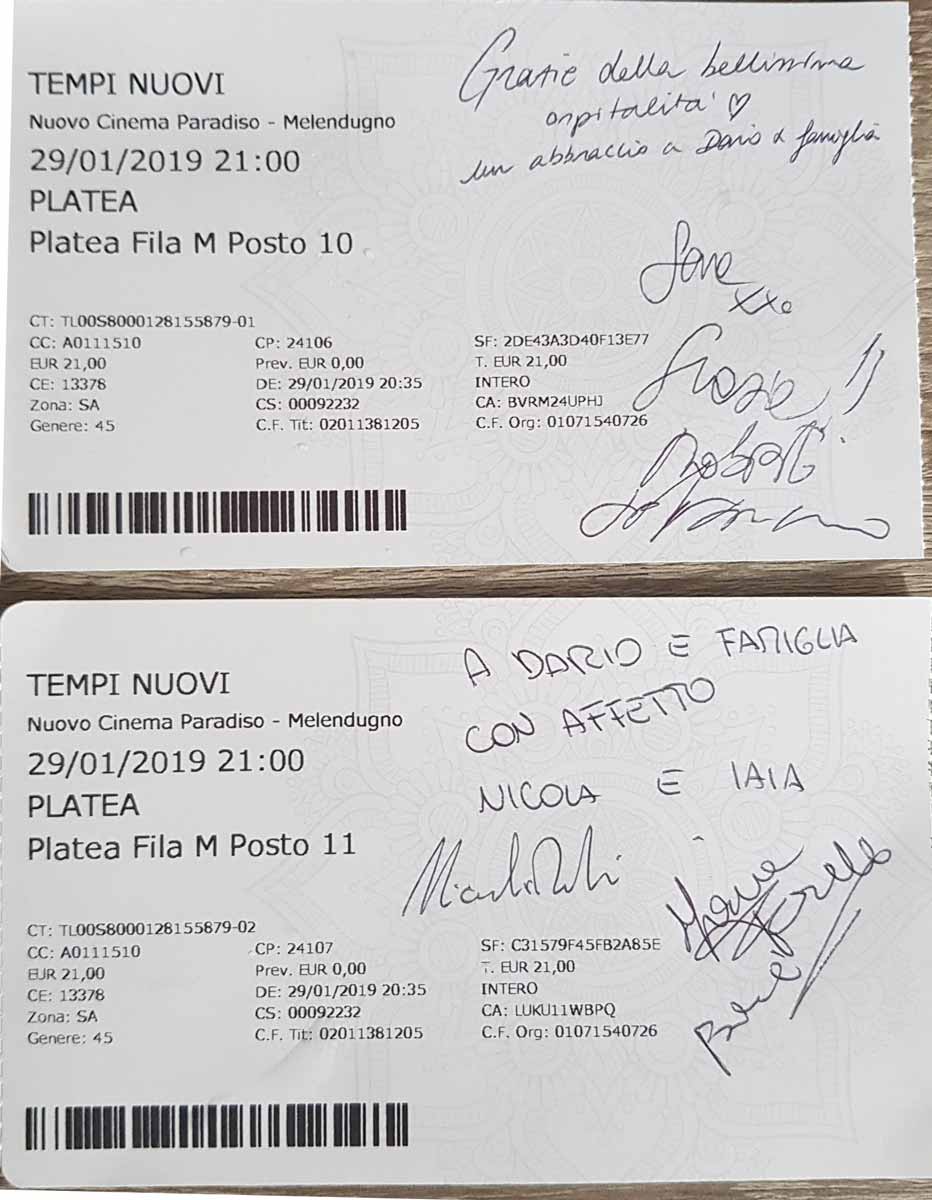 TEMPI NUOVI
Nuovo Cinema Paradiso - Melendugno
29/01/2019 21:00
PLATEA
Platea Fila M Posto 10
CT: TL00S8000128155879-01
CC: A0111510 CP: 24106 SF: 2DE43A3D40F13E77
EUR 21,00 Prev. EUR 0,00 T. EUR 21,00
CE: 13378 DE: 29/01/2019 20:35 INTERO
Zona: SA CS: 00092232 CA: BVRM24UPHJ
Genere: 45 C.F. Tit: 02011381205 C.F. Org: 01071540726
Grazie della bellissima
ospitalità ♡
un abbraccio a Dario & famiglia
Grazie !!
TEMPI NUOVI
Nuovo Cinema Paradiso - Melendugno
29/01/2019 21:00
PLATEA
Platea Fila M Posto 11
CT: TL00S8000128155879-02
CC: A0111510 CP: 24107 SF: C31579F45FB2A85E
EUR 21,00 Prev. EUR 0,00 T. EUR 21,00
CE: 13378 DE: 29/01/2019 20:35 INTERO
Zona: SA CS: 00092232 CA: LUKU11WBPQ
Genere: 45 C.F. Tit: 02011381205 C.F. Org: 01071540726
A DARIO E FAMIGLIA
CON AFFETTO
NICOLA E IAIA